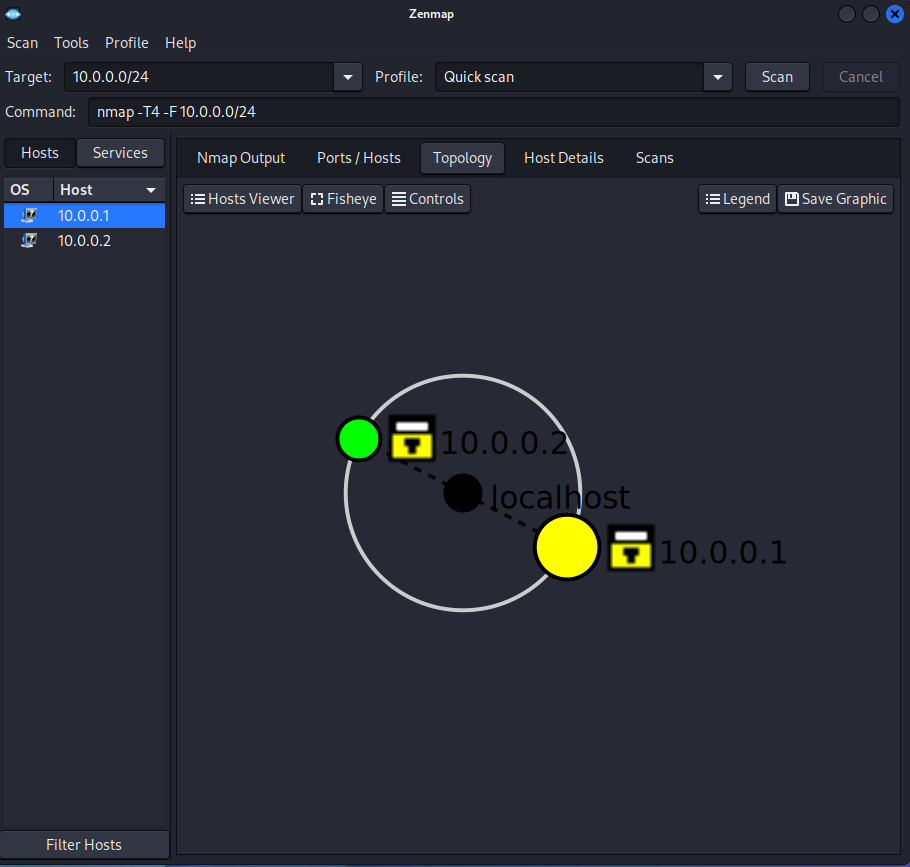 Zenmap
Scan Tools Profile Help
Target: 10.0.0.0/24 Profile: Quick scan Scan Cancel
Command: nmap -T4 -F 10.0.0.0/24
Hosts Services
Nmap Output Ports / Hosts Topology Host Details Scans
OS Host
Hosts Viewer Fisheye Controls Legend Save Graphic
10.0.0.1
10.0.0.2
10.0.0.2
localhost
10.0.0.1
Filter Hosts